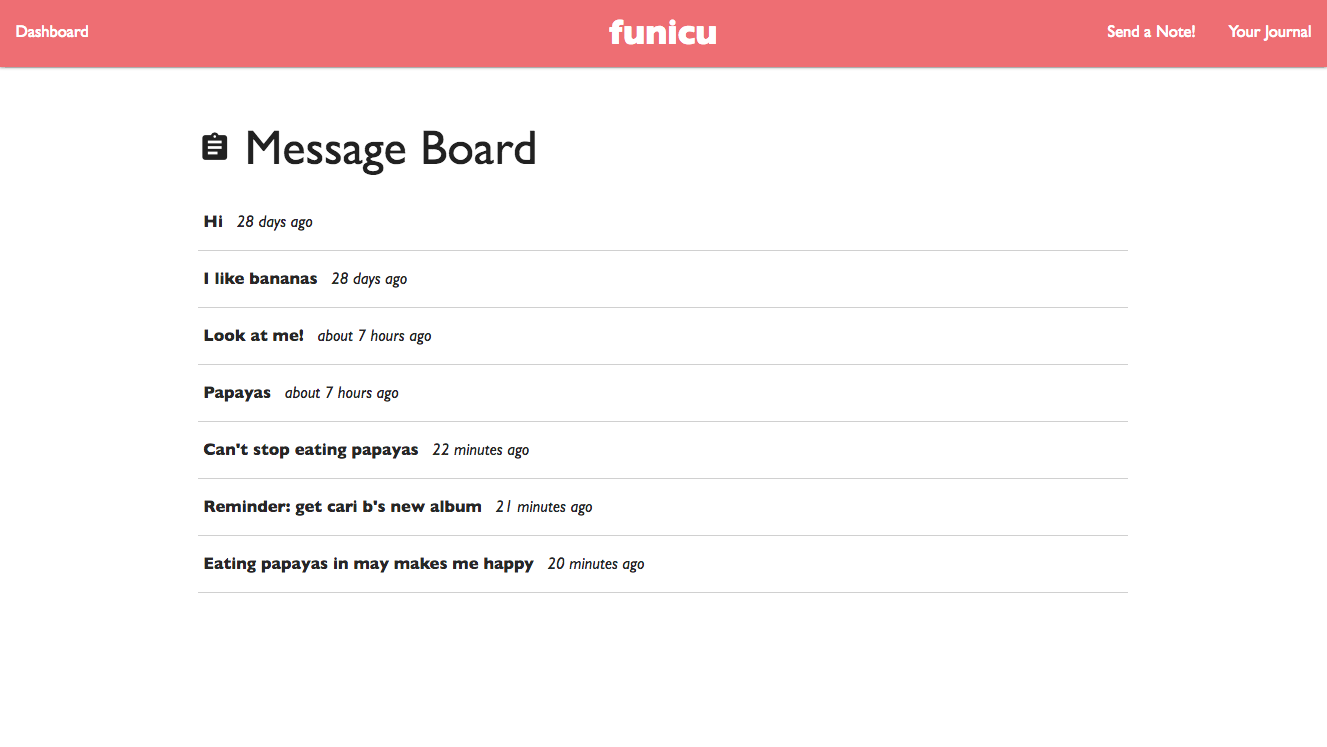 Dashboard funicu Send a Note! Your Journal
Message Board
Hi 28 days ago
I like bananas 28 days ago
Look at me! about 7 hours ago
Papayas about 7 hours ago
Can't stop eating papayas 22 minutes ago
Reminder: get cari b's new album 21 minutes ago
Eating papayas in may makes me happy 20 minutes ago